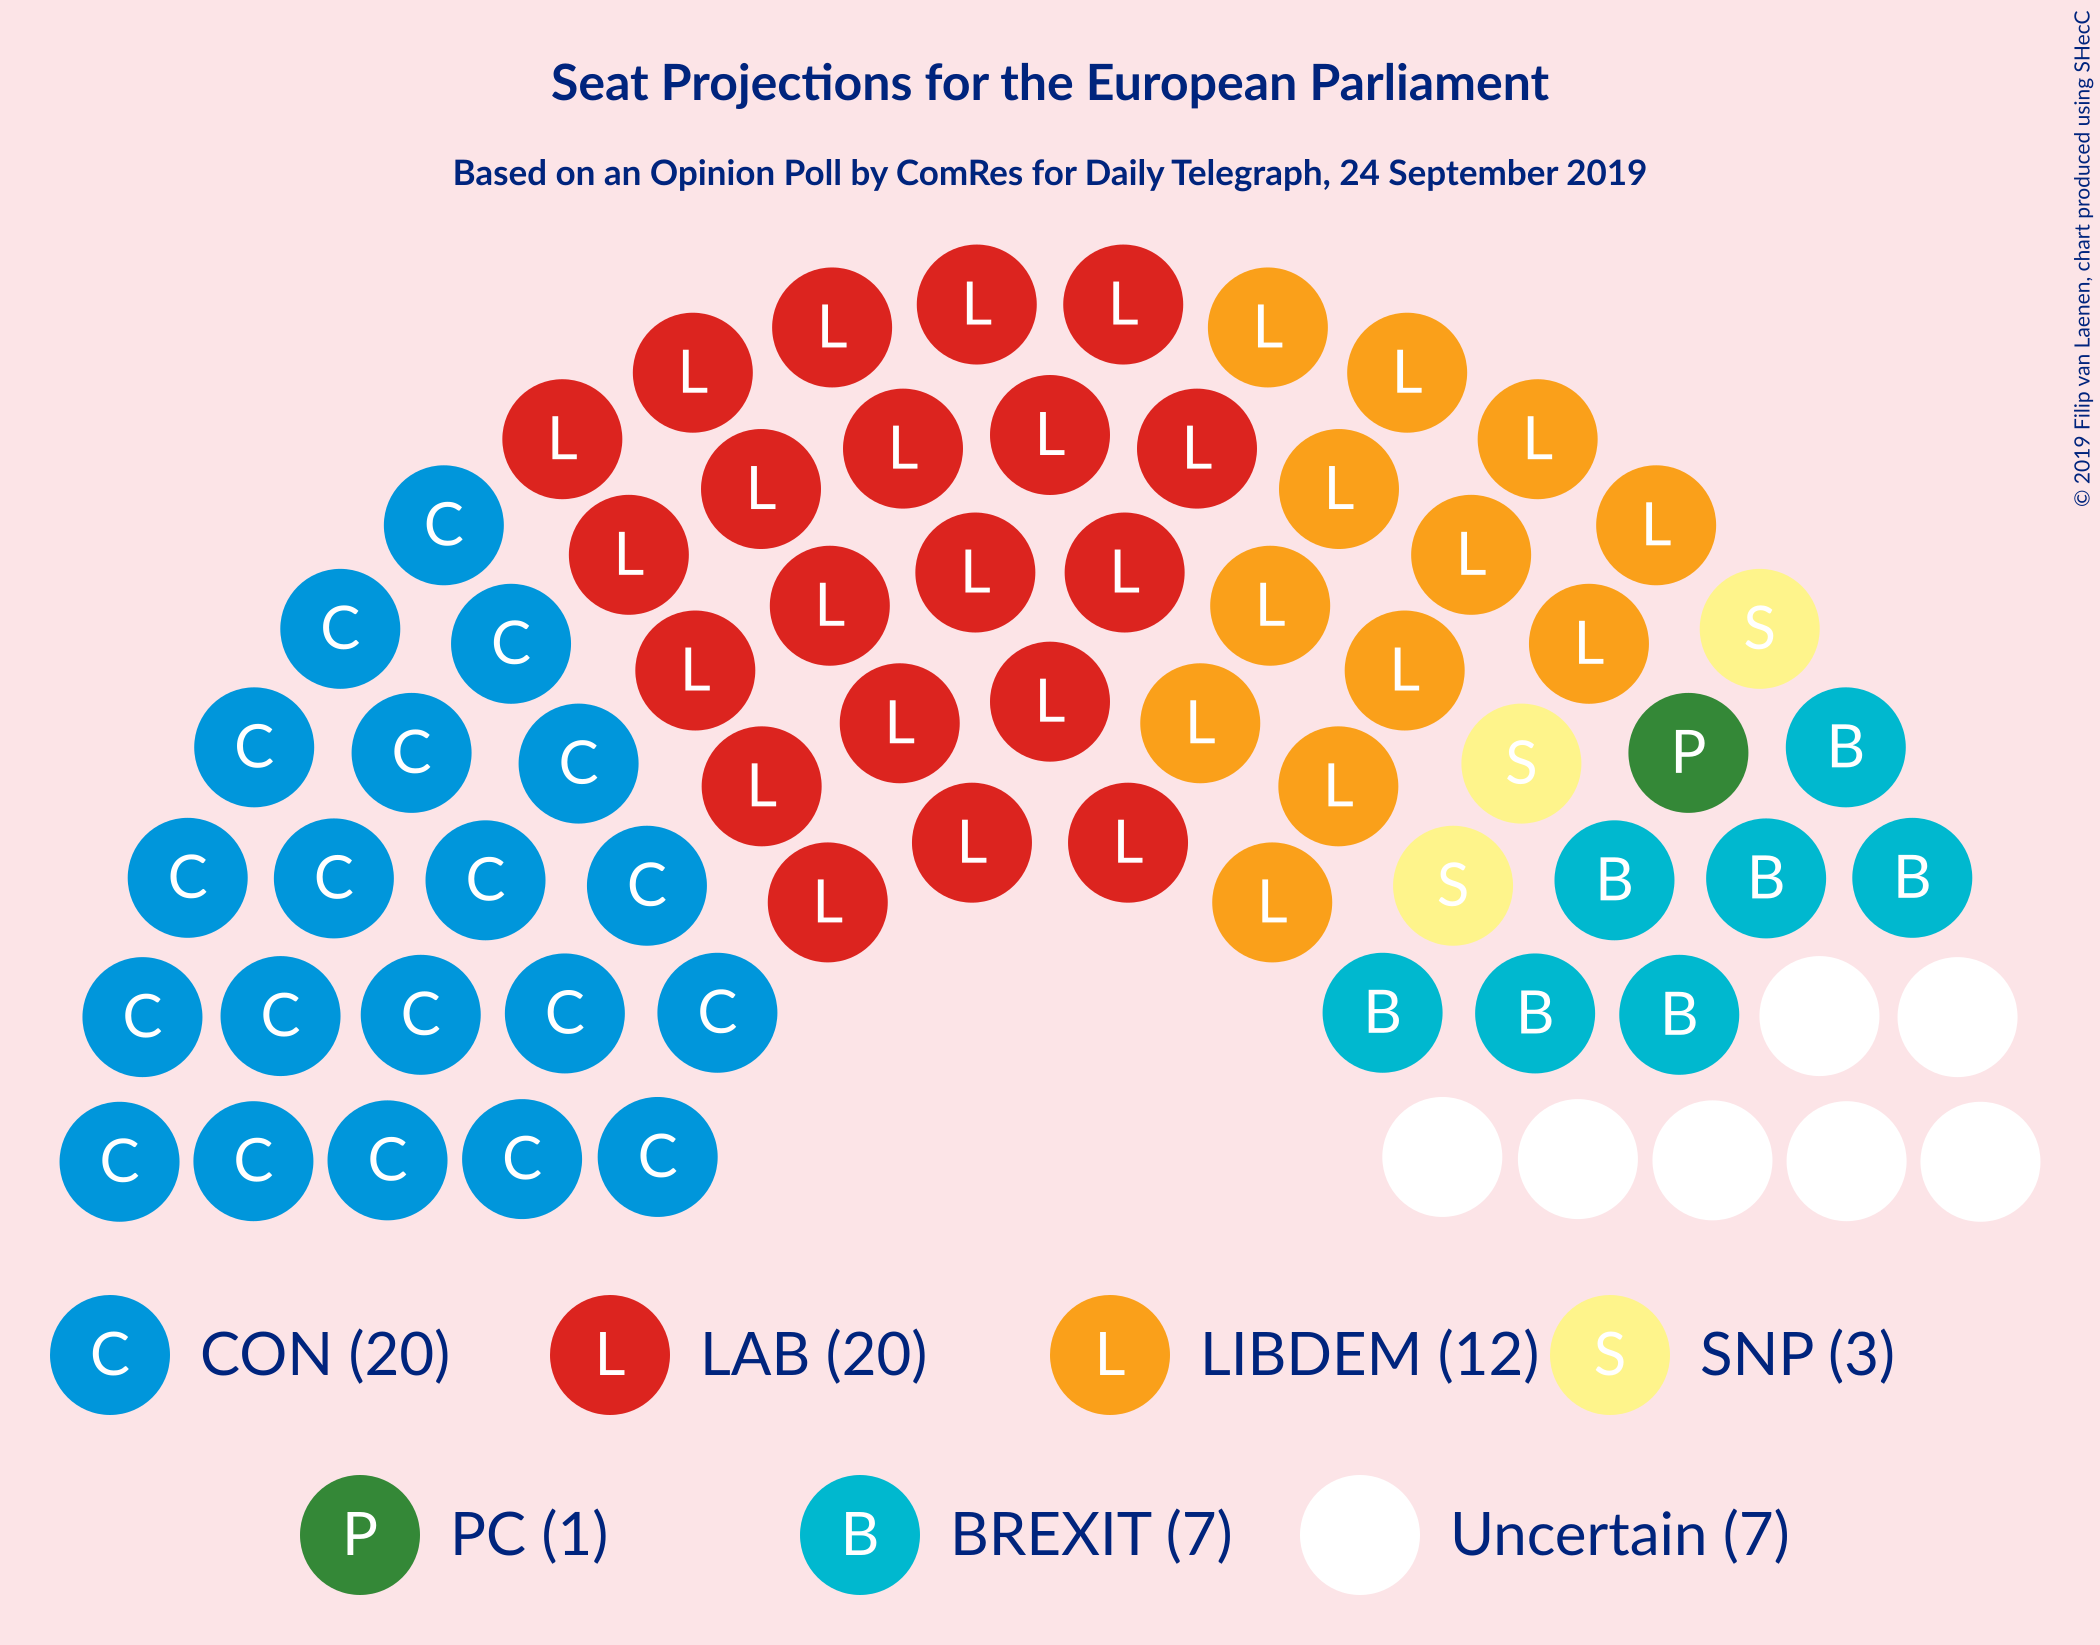 Seat Projections for the European Parliament
Based on an Opinion Poll by ComRes for Daily Telegraph, 24 September 2019
© 2019 Filip van Laenen, chart produced using SHecC
L L
L L
L L
L L L
L L
L L
C L L L C
L L
L L L L
C C L L S
L L
C C C L L S P B
L L
C C C C L L L L S B B B
C C C C C B B B
C C C C C
C CON (20) L LAB (20) L LIBDEM (12) S SNP (3)
P PC (1) B BREXIT (7) Uncertain (7)